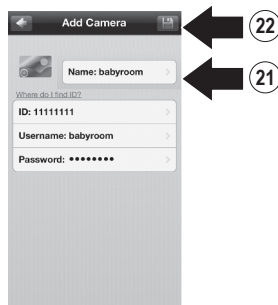 Add Camera
22
Name: babyroom
21
Where do I find ID?
ID: 11111111
Username: babyroom
Password: ••••••••